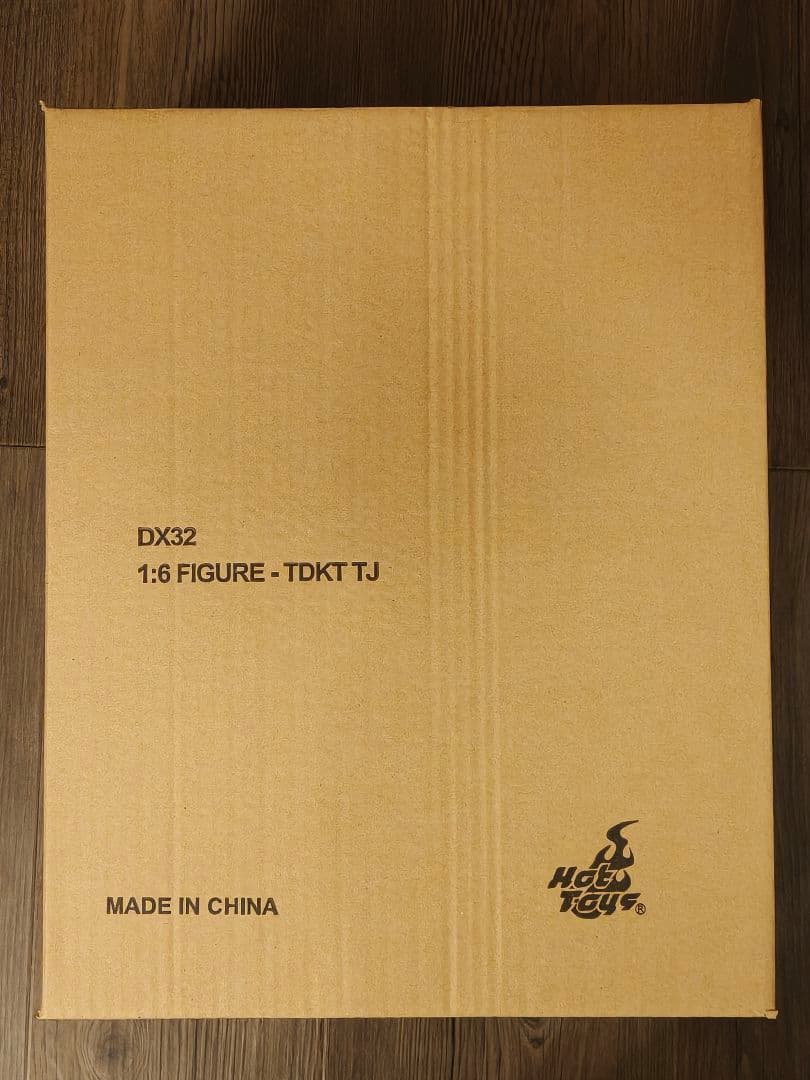 DX32
1:6 FIGURE - TDKT TJ
MADE IN CHINA
Hot
Toys®